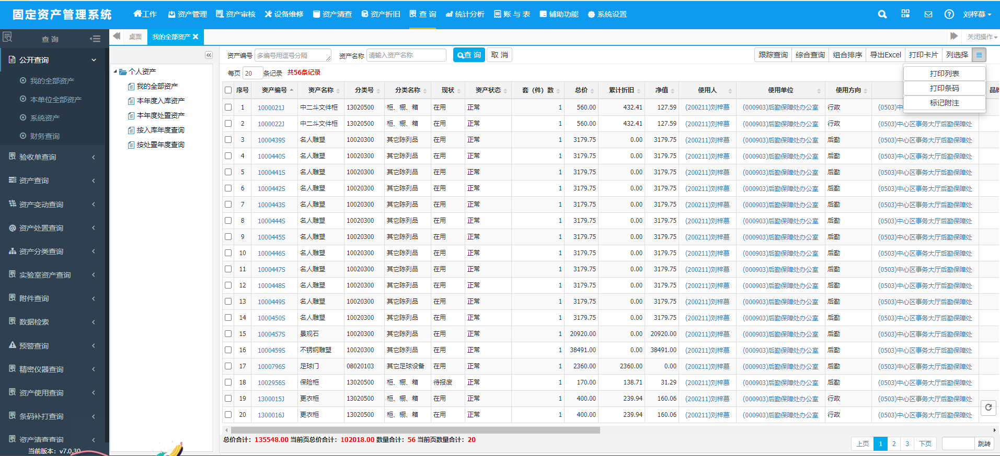 固定资产管理系统 工作 资产管理 资产审核 设备维修 资产清查 资产折旧 查 询 统计分析 账 与 表 辅助功能 系统设置 刘梓慕
查 询 桌面 我的全部资产 关闭操作
公开查询
我的全部资产
本单位全部资产
系统资产
财务查询
验收单查询
资产查询
资产变动查询
资产处置查询
资产分类查询
实验室资产查询
附件查询
数据检索
预警查询
精密仪器查询
资产使用查询
条码补打查询
资产清查查询
当前版本：v7.0.30
个人资产
我的全部资产
本年度入库资产
本年度处置资产
按入库年度查询
按处置年度查询
资产编号 多编号用逗号分隔 资产名称 请输入资产名称 查 询 取 消 跟踪查询 综合查询 组合排序 导出Excel 打印卡片 列选择
打印列表
打印条码
标记附注
每页 20 条记录 共56条记录
序号 资产编号 资产名称 分类号 分类名称 现状 资产状态 套（件）数 总价 累计折旧 净值 使用人 使用单位 使用方向 品牌
1 1000021J 中二斗文件柜 13020500 柜、橱、箱 在用 正常 1 560.00 432.41 127.59 (200211)刘梓慕 (000903)后勤保障处办公室 行政 (0503)中
2 1000022J 中二斗文件柜 13020500 柜、橱、箱 在用 正常 1 560.00 432.41 127.59 (200211)刘梓慕 (000903)后勤保障处办公室 行政 (0503)中心区事务大厅后勤保障处
3 1000439S 名人雕塑 10020300 其它陈列品 在用 正常 1 3179.75 0.00 3179.75 (200211)刘梓慕 (000903)后勤保障处办公室 后勤 (0503)中心区事务大厅后勤保障处
4 1000440S 名人雕塑 10020300 其它陈列品 在用 正常 1 3179.75 0.00 3179.75 (200211)刘梓慕 (000903)后勤保障处办公室 后勤 (0503)中心区事务大厅后勤保障处
5 1000441S 名人雕塑 10020300 其它陈列品 在用 正常 1 3179.75 0.00 3179.75 (200211)刘梓慕 (000903)后勤保障处办公室 后勤 (0503)中心区事务大厅后勤保障处
6 1000442S 名人雕塑 10020300 其它陈列品 在用 正常 1 3179.75 0.00 3179.75 (200211)刘梓慕 (000903)后勤保障处办公室 后勤 (0503)中心区事务大厅后勤保障处
7 1000443S 名人雕塑 10020300 其它陈列品 在用 正常 1 3179.75 0.00 3179.75 (200211)刘梓慕 (000903)后勤保障处办公室 后勤 (0503)中心区事务大厅后勤保障处
8 1000444S 名人雕塑 10020300 其它陈列品 在用 正常 1 3179.75 0.00 3179.75 (200211)刘梓慕 (000903)后勤保障处办公室 后勤 (0503)中心区事务大厅后勤保障处
9 1000445S 名人雕塑 10020300 其它陈列品 在用 正常 1 3179.75 0.00 3179.75 (200211)刘梓慕 (000903)后勤保障处办公室 后勤 (0503)中心区事务大厅后勤保障处
10 1000446S 名人雕塑 10020300 其它陈列品 在用 正常 1 3179.75 0.00 3179.75 (200211)刘梓慕 (000903)后勤保障处办公室 后勤 (0503)中心区事务大厅后勤保障处
11 1000447S 名人雕塑 10020300 其它陈列品 在用 正常 1 3179.75 0.00 3179.75 (200211)刘梓慕 (000903)后勤保障处办公室 后勤 (0503)中心区事务大厅后勤保障处
12 1000448S 名人雕塑 10020300 其它陈列品 在用 正常 1 3179.75 0.00 3179.75 (200211)刘梓慕 (000903)后勤保障处办公室 后勤 (0503)中心区事务大厅后勤保障处
13 1000449S 名人雕塑 10020300 其它陈列品 在用 正常 1 3179.75 0.00 3179.75 (200211)刘梓慕 (000903)后勤保障处办公室 后勤 (0503)中心区事务大厅后勤保障处
14 1000450S 名人雕塑 10020300 其它陈列品 在用 正常 1 3179.75 0.00 3179.75 (200211)刘梓慕 (000903)后勤保障处办公室 后勤 (0503)中心区事务大厅后勤保障处
15 1000457S 景观石 10020300 其它陈列品 在用 正常 1 20920.00 0.00 20920.00 (200211)刘梓慕 (000903)后勤保障处办公室 后勤 (0503)中心区事务大厅后勤保障处
16 1000459S 不锈钢雕塑 10020300 其它陈列品 在用 正常 1 38491.00 0.00 38491.00 (200211)刘梓慕 (000903)后勤保障处办公室 后勤 (0503)中心区事务大厅后勤保障处
17 1000796S 足球门 08020103 其它足球设备 在用 正常 1 2360.00 2360.00 0.00 (200211)刘梓慕 (000903)后勤保障处办公室 后勤 (0503)中心区事务大厅后勤保障处
18 1002956S 保险柜 13020500 柜、橱、箱 待报废 正常 1 170.00 138.71 31.29 (200211)刘梓慕 (000903)后勤保障处办公室 后勤 (0503)中心区事务大厅后勤保障处
19 1300015J 更衣柜 13020500 柜、橱、箱 在用 正常 1 400.00 239.94 160.06 (200211)刘梓慕 (000903)后勤保障处办公室 行政 (0503)中心区事务大厅后勤保障处
20 1300016J 更衣柜 13020500 柜、橱、箱 在用 正常 1 400.00 239.94 160.06 (200211)刘梓慕 (000903)后勤保障处办公室 行政 (0503)中心区事务大厅后勤保障处
总价合计：135548.00 当前页总价合计：102018.00 数量合计：56 当前页数量合计：20
上页 1 2 3 下页 跳转